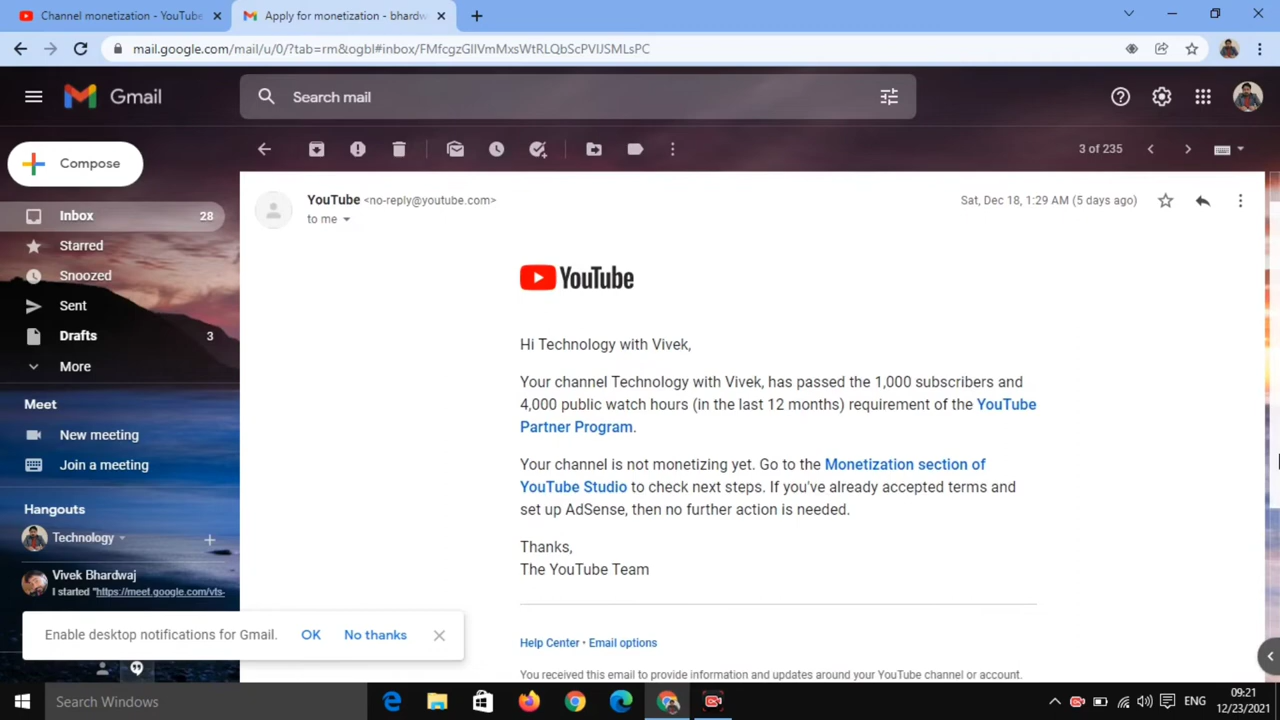 Channel monetization - YouTube
Apply for monetization - bhardw
mail.google.com/mail/u/0/?tab=rm&ogbl#inbox/FMfcgzGllVmMxsWtRLQbScPVlJSMLsPC
Gmail
Search mail
3 of 235
Compose
Inbox 28
Starred
Snoozed
Sent
Drafts 3
More
Meet
New meeting
Join a meeting
Hangouts
Technology
Vivek Bhardwaj
I started "https://meet.google.com/vts-
YouTube <no-reply@youtube.com>
Sat, Dec 18, 1:29 AM (5 days ago)
to me
YouTube
Hi Technology with Vivek,
Your channel Technology with Vivek, has passed the 1,000 subscribers and
4,000 public watch hours (in the last 12 months) requirement of the YouTube
Partner Program.
Your channel is not monetizing yet. Go to the Monetization section of
YouTube Studio to check next steps. If you've already accepted terms and
set up AdSense, then no further action is needed.
Thanks,
The YouTube Team
Help Center • Email options
You received this email to provide information and updates around your YouTube channel or account.
Enable desktop notifications for Gmail. OK No thanks
Search Windows
ENG
09:21
12/23/2021